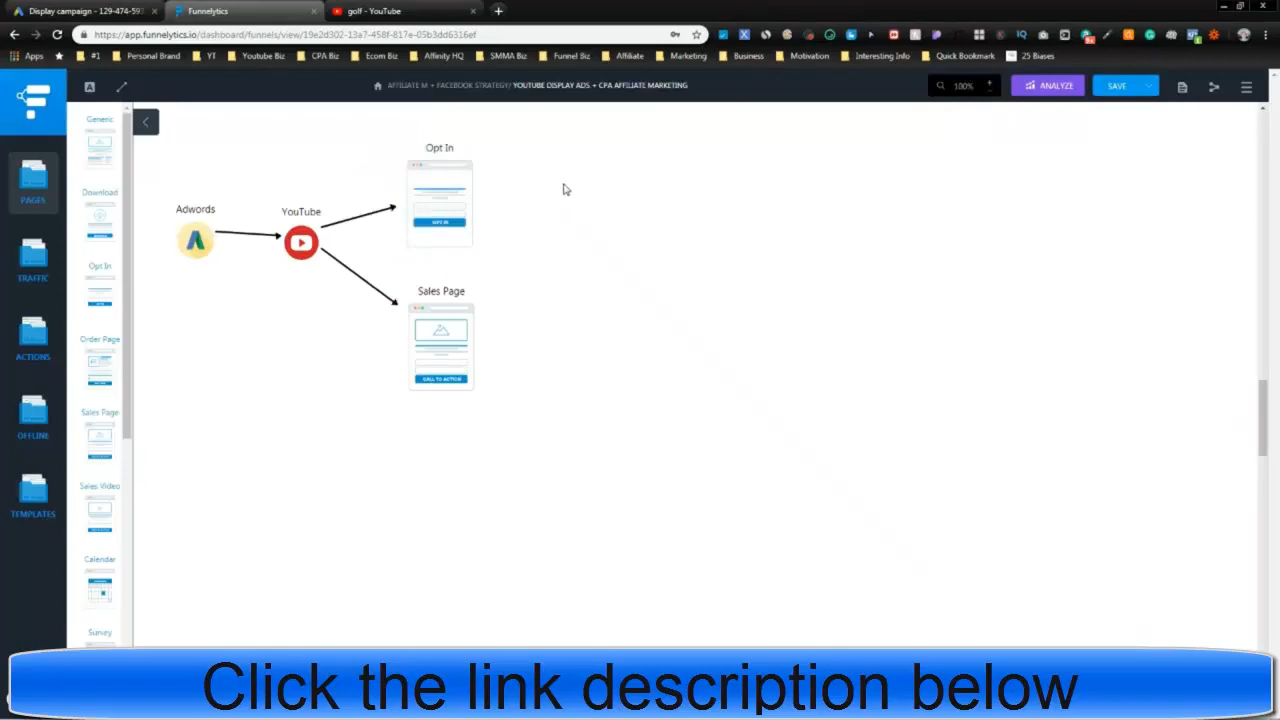 Display campaign - 129-474-593
Funnelytics
golf - YouTube
https://app.funnelytics.io/dashboard/funnels/view/19e2d302-13a7-458f-817e-05b3dd6316ef
Apps
#1
Personal Brand
YT
Youtube Biz
CPA Biz
Ecom Biz
Affinity HQ
SMMA Biz
Funnel Biz
Affiliate
Marketing
Business
Motivation
Interesting Info
Quick Bookmark
25 Biases
AFFILIATE M + FACEBOOK STRATEGY/ YOUTUBE DISPLAY ADS + CPA AFFILIATE MARKETING
100%
ANALYZE
SAVE
PAGES
TRAFFIC
ACTIONS
OFFLINE
TEMPLATES
Generic
Download
Opt In
Order Page
Sales Page
Sales Video
Calendar
Survey
Adwords
YouTube
Opt In
Sales Page
CALL TO ACTION
Click the link description below